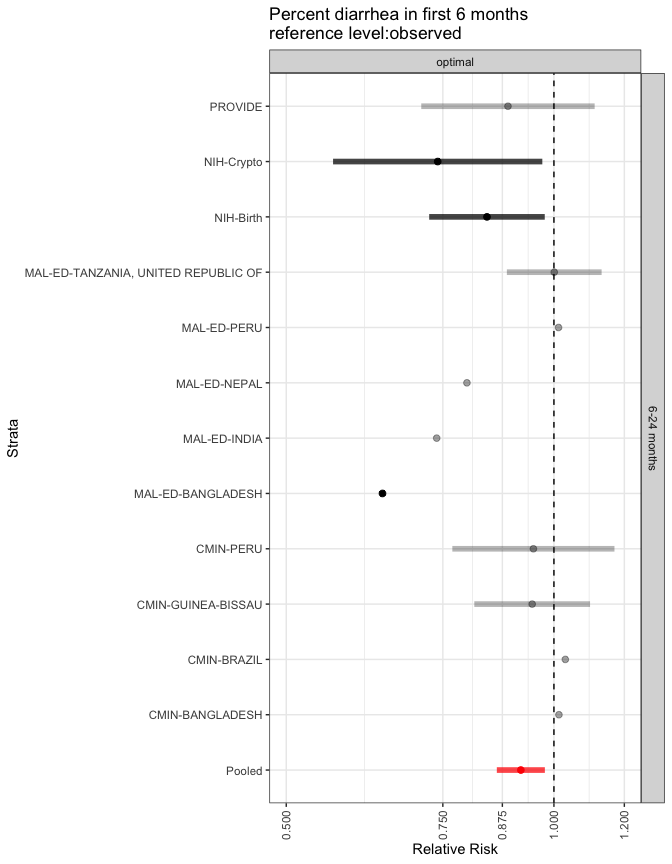 Percent diarrhea in first 6 months
reference level:observed
optimal
PROVIDE
NIH-Crypto
NIH-Birth
MAL-ED-TANZANIA, UNITED REPUBLIC OF
MAL-ED-PERU
MAL-ED-NEPAL
MAL-ED-INDIA
MAL-ED-BANGLADESH
CMIN-PERU
CMIN-GUINEA-BISSAU
CMIN-BRAZIL
CMIN-BANGLADESH
Pooled
Strata
6-24 months
0.500
0.750
0.875
1.000
1.200
Relative Risk